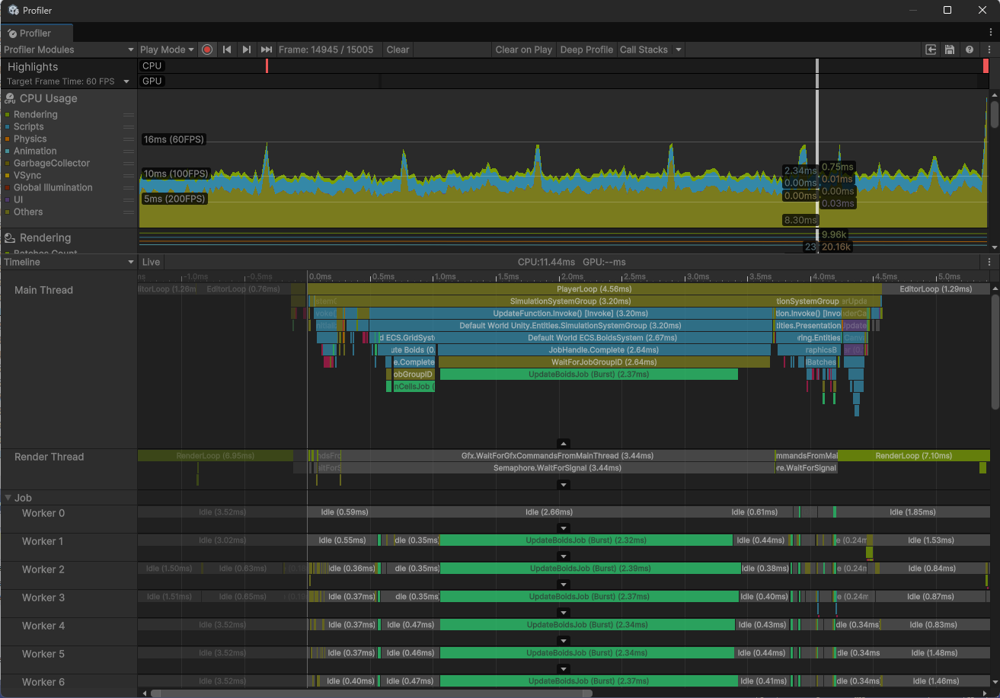 Profiler
Profiler
Profiler Modules Play Mode Frame: 14945 / 15005 Clear Clear on Play Deep Profile Call Stacks
Highlights CPU
Target Frame Time: 60 FPS GPU
CPU Usage
Rendering
Scripts
Physics
Animation
GarbageCollector
VSync
Global Illumination
UI
Others
16ms (60FPS)
10ms (100FPS)
5ms (200FPS)
2.34ms 0.75ms
0.00ms 0.01ms
0.00ms 0.00ms
0.03ms
8.30ms
Rendering 9.96k
Batches Count 23 20.16k
Timeline Live CPU:11.44ms GPU:--ms
-1.0ms -0.5ms 0.0ms 0.5ms 1.0ms 1.5ms 2.0ms 2.5ms 3.0ms 3.5ms 4.0ms 4.5ms 5.0ms
Main Thread
EditorLoop (0.76ms) PlayerLoop (4.56ms) EditorLoop (1.29ms)
SimulationSystemGroup (3.20ms) tionSystemGroup
UpdateFunction.Invoke() [Invoke] (3.20ms) tion.Invoke() [Invo
Default World Unity.Entities.SimulationSystemGroup (3.20ms) tities.Presentation Update
d ECS.GridSyst Default World ECS.BoidsSystem (2.67ms) ring.Entities
ute Boids (0. JobHandle.Complete (2.64ms) raphicsB
e.Complete WaitForJobGroupID (2.64ms) Batches
obGroupID UpdateBoidsJob (Burst) (2.37ms)
nCellsJob (
Render Thread
RenderLoop (6.95ms) Gfx.WaitForGfxCommandsFromMainThread (3.44ms) mmandsFromMai RenderLoop (7.10ms)
Semaphore.WaitForSignal (3.44ms) re.WaitForSignal
Job
Worker 0 Idle (3.52ms) Idle (0.59ms) Idle (2.66ms) Idle (0.61ms) Idle (1.85ms)
Worker 1 Idle (3.02ms) Idle (0.55ms) dle (0.35ms) UpdateBoidsJob (Burst) (2.32ms) Idle (0.44ms) e (0.24m Idle (1.53ms)
Worker 2 Idle (1.50ms) Idle (0.63ms) Idle (0.36ms) dle (0.35ms) UpdateBoidsJob (Burst) (2.39ms) Idle (0.38ms) e (0.24m Idle (0.84ms)
Worker 3 Idle (1.51ms) Idle (0.65ms) Idle (0.37ms) dle (0.35ms) UpdateBoidsJob (Burst) (2.37ms) Idle (0.40ms) e (0.24m Idle (0.87ms)
Worker 4 Idle (3.52ms) Idle (0.37ms) Idle (0.47ms) UpdateBoidsJob (Burst) (2.34ms) Idle (0.43ms) dle (0.34ms) Idle (0.83ms)
Worker 5 Idle (3.52ms) Idle (0.37ms) Idle (0.46ms) UpdateBoidsJob (Burst) (2.34ms) Idle (0.44ms) dle (0.34ms Idle (1.48ms)
Worker 6 Idle (3.52ms) Idle (0.40ms) Idle (0.47ms) UpdateBoidsJob (Burst) (2.37ms) Idle (0.41ms) dle (0.34ms) Idle (1.46ms)